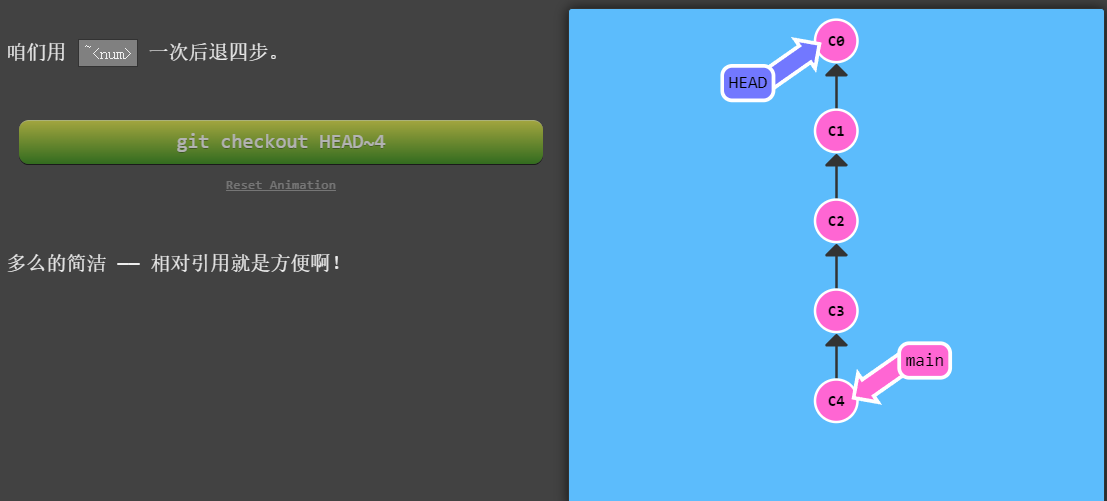 咱们用 ~<num> 一次后退四步。
git checkout HEAD~4
Reset Animation
多么的简洁 —— 相对引用就是方便啊！
C0
HEAD
C1
C2
C3
main
C4